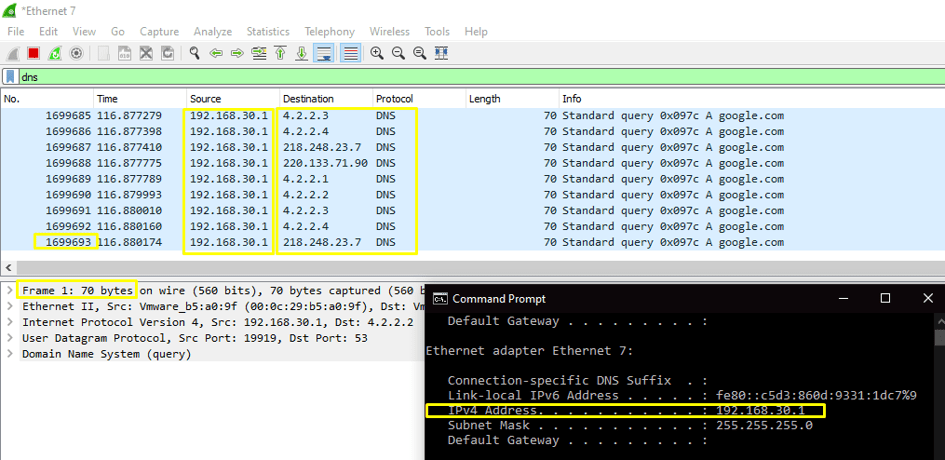 *Ethernet 7
File Edit View Go Capture Analyze Statistics Telephony Wireless Tools Help
dns
No. Time Source Destination Protocol Length Info
1699685 116.877279 192.168.30.1 4.2.2.3 DNS 70 Standard query 0x097c A google.com
1699686 116.877398 192.168.30.1 4.2.2.4 DNS 70 Standard query 0x097c A google.com
1699687 116.877410 192.168.30.1 218.248.23.7 DNS 70 Standard query 0x097c A google.com
1699688 116.877775 192.168.30.1 220.133.71.90 DNS 70 Standard query 0x097c A google.com
1699689 116.877789 192.168.30.1 4.2.2.1 DNS 70 Standard query 0x097c A google.com
1699690 116.879993 192.168.30.1 4.2.2.2 DNS 70 Standard query 0x097c A google.com
1699691 116.880010 192.168.30.1 4.2.2.3 DNS 70 Standard query 0x097c A google.com
1699692 116.880160 192.168.30.1 4.2.2.4 DNS 70 Standard query 0x097c A google.com
1699693 116.880174 192.168.30.1 218.248.23.7 DNS 70 Standard query 0x097c A google.com
Frame 1: 70 bytes on wire (560 bits), 70 bytes captured (560 b
Ethernet II, Src: Vmware_b5:a0:9f (00:0c:29:b5:a0:9f), Dst: Vm
Internet Protocol Version 4, Src: 192.168.30.1, Dst: 4.2.2.2
User Datagram Protocol, Src Port: 19919, Dst Port: 53
Domain Name System (query)
Command Prompt
Default Gateway . . . . . . . . . :
Ethernet adapter Ethernet 7:
Connection-specific DNS Suffix . :
Link-local IPv6 Address . . . . . : fe80::c5d3:860d:9331:1dc7%9
IPv4 Address. . . . . . . . . . . : 192.168.30.1
Subnet Mask . . . . . . . . . . . : 255.255.255.0
Default Gateway . . . . . . . . . :